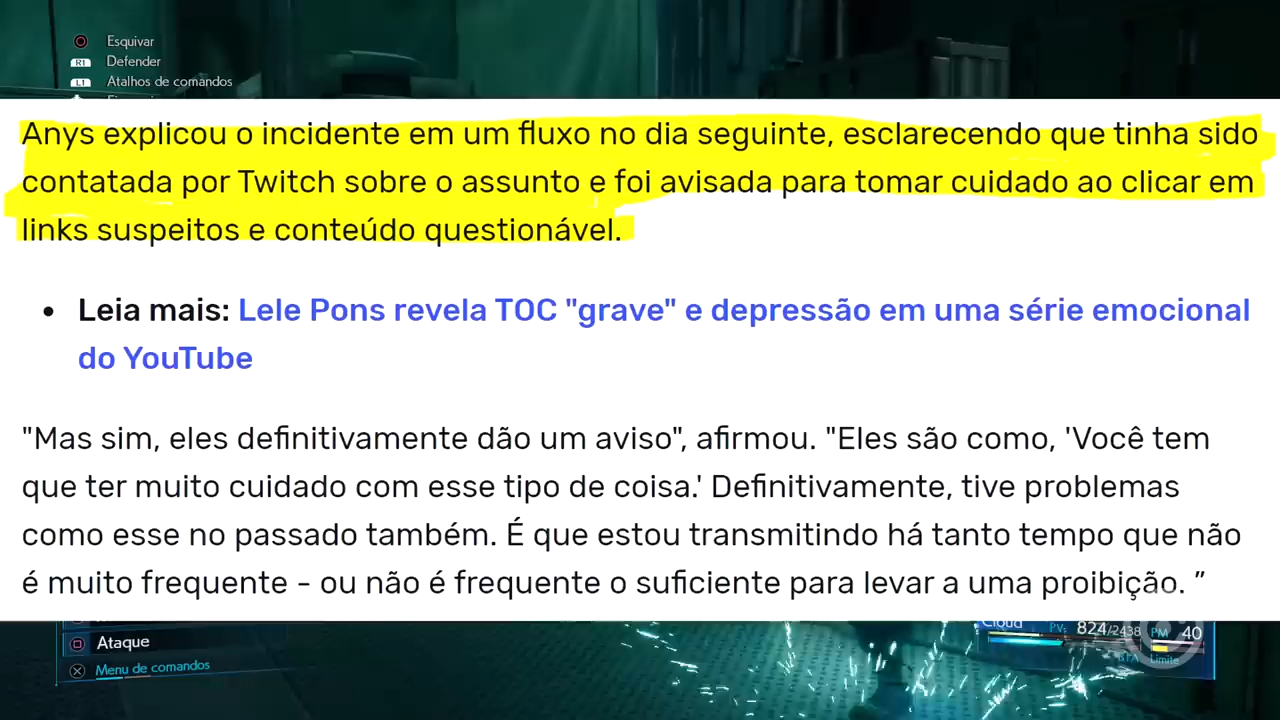 Esquivar
R1 Defender
L1 Atalhos de comandos
Anys explicou o incidente em um fluxo no dia seguinte, esclarecendo que tinha sido
contatada por Twitch sobre o assunto e foi avisada para tomar cuidado ao clicar em
links suspeitos e conteúdo questionável.
• Leia mais: Lele Pons revela TOC "grave" e depressão em uma série emocional
do YouTube
"Mas sim, eles definitivamente dão um aviso", afirmou. "Eles são como, 'Você tem
que ter muito cuidado com esse tipo de coisa.' Definitivamente, tive problemas
como esse no passado também. É que estou transmitindo há tanto tempo que não
é muito frequente - ou não é frequente o suficiente para levar a uma proibição. ”
Cloud PV: 824/2438 PM 40
Ataque
Menu de comandos
BTA Limite